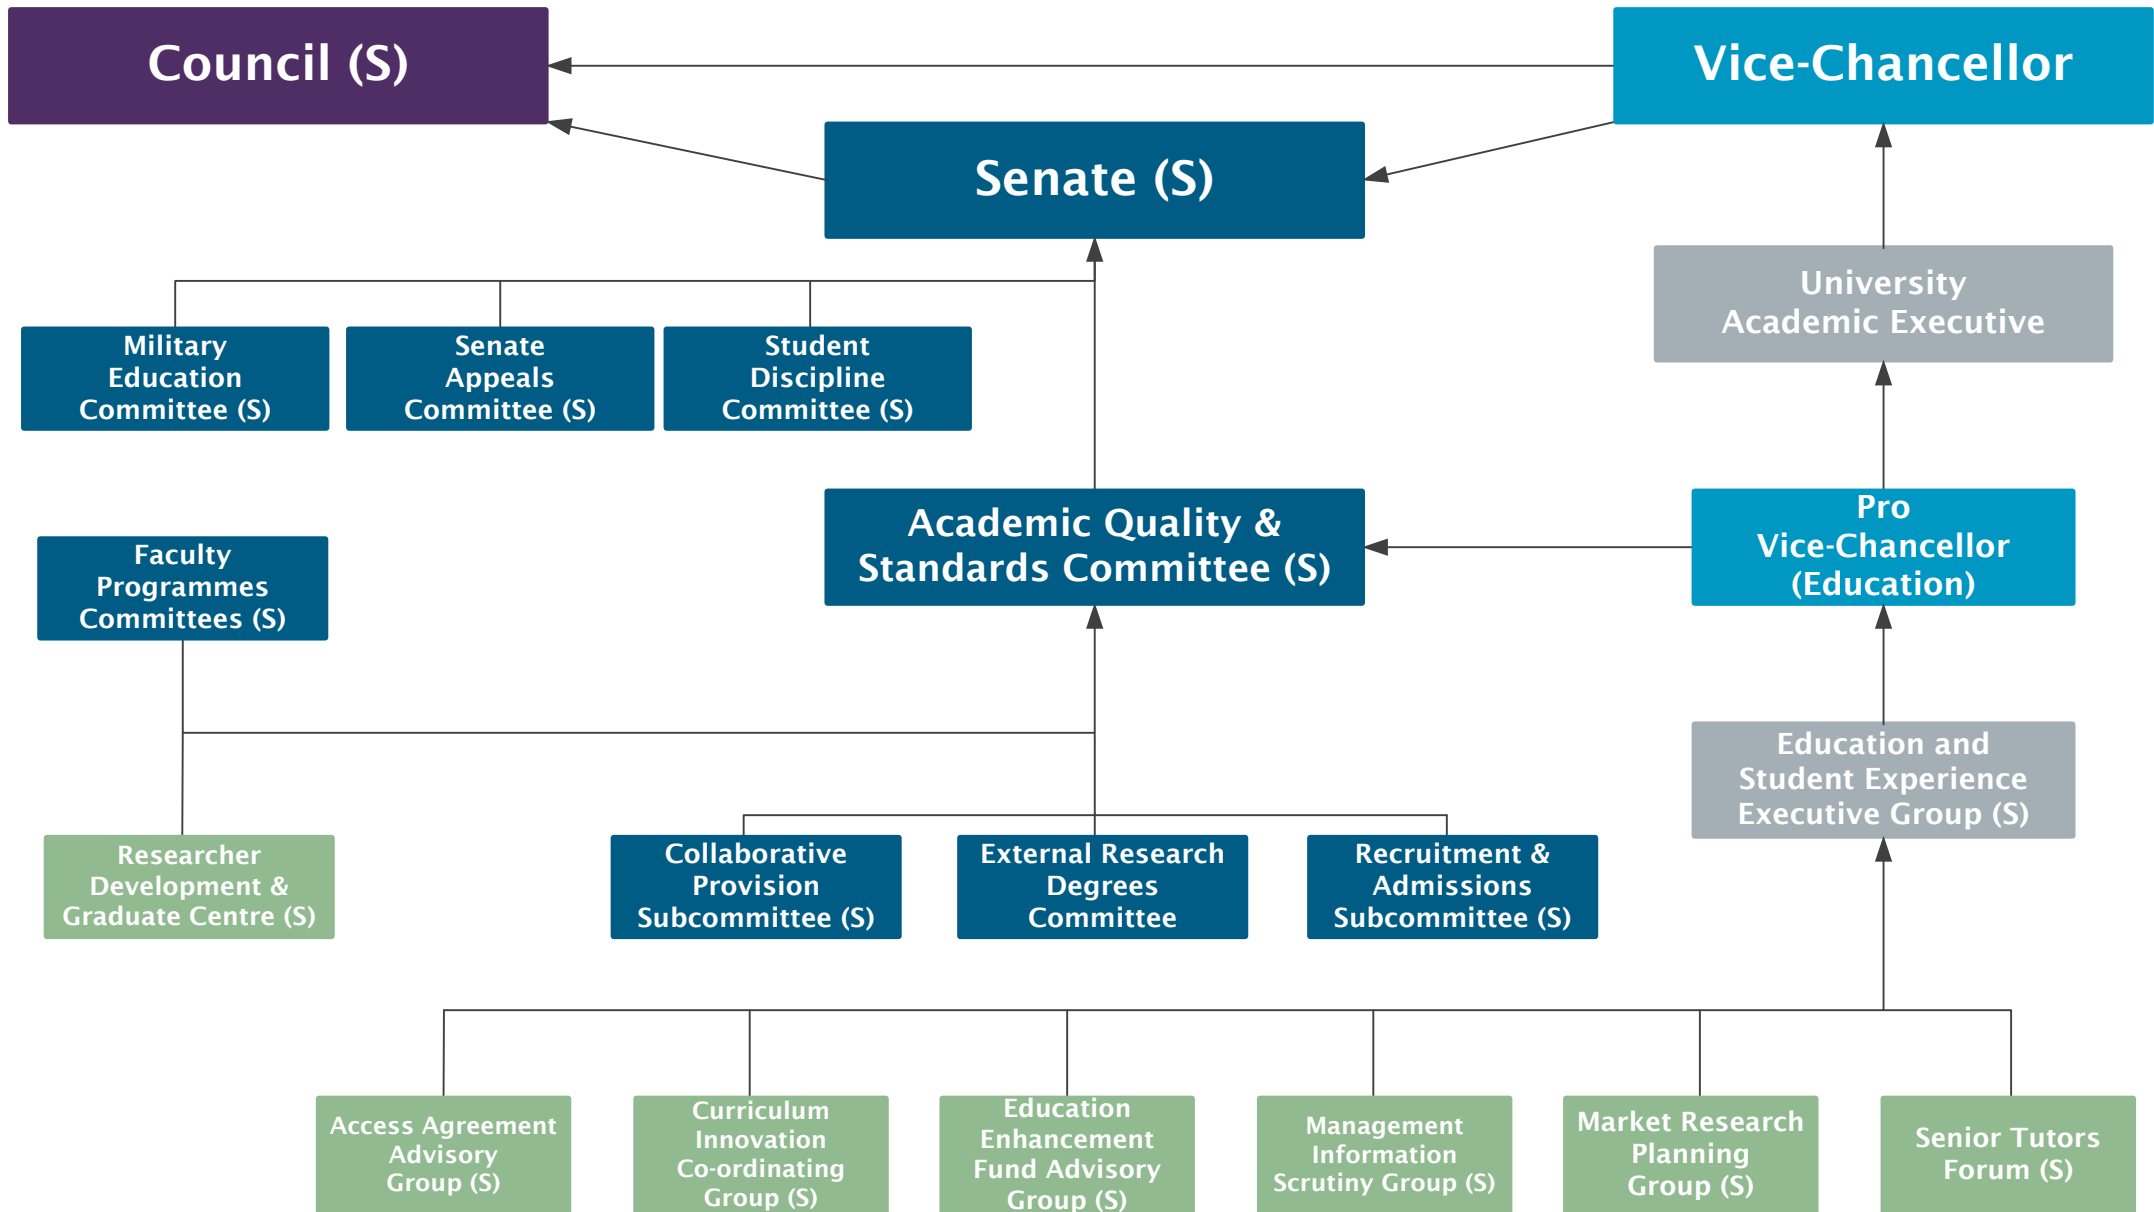 Council (S)
Vice-Chancellor
Senate (S)
University
Academic Executive
Military
Education
Committee (S)
Senate
Appeals
Committee (S)
Student
Discipline
Committee (S)
Academic Quality &
Standards Committee (S)
Pro
Vice-Chancellor
(Education)
Faculty
Programmes
Committees (S)
Education and
Student Experience
Executive Group (S)
Researcher
Development &
Graduate Centre (S)
Collaborative
Provision
Subcommittee (S)
External Research
Degrees
Committee
Recruitment &
Admissions
Subcommittee (S)
Access Agreement
Advisory
Group (S)
Curriculum
Innovation
Co-ordinating
Group (S)
Education
Enhancement
Fund Advisory
Group (S)
Management
Information
Scrutiny Group (S)
Market Research
Planning
Group (S)
Senior Tutors
Forum (S)